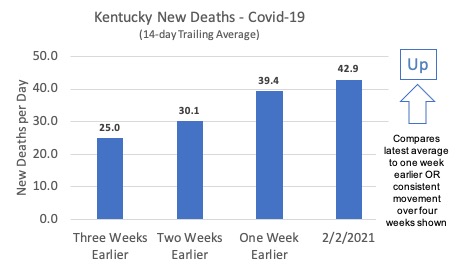 Kentucky New Deaths - Covid-19
(14-day Trailing Average)
New Deaths per Day
50.0
40.0
30.0
20.0
10.0
0.0
25.0
30.1
39.4
42.9
Three Weeks
Earlier
Two Weeks
Earlier
One Week
Earlier
2/2/2021
Up
Compares
latest average
to one week
earlier OR
consistent
movement
over four
weeks shown